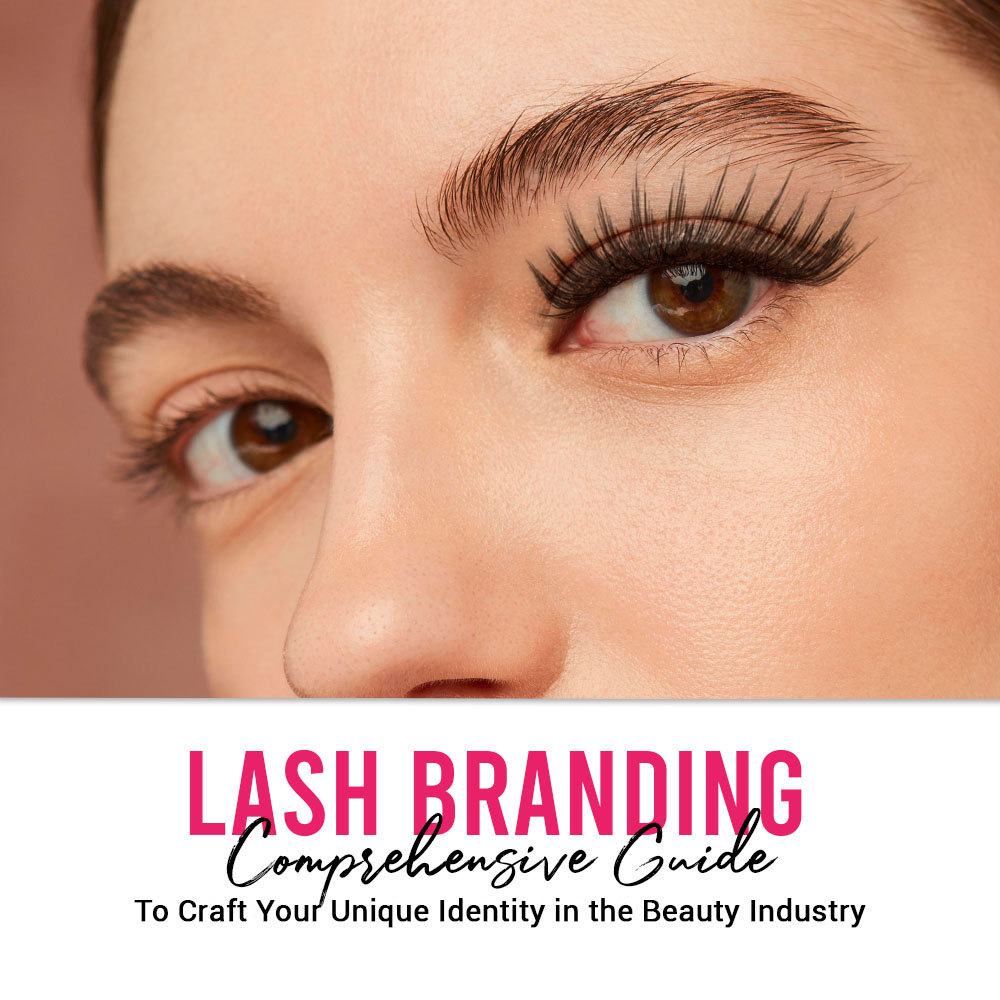 LASH BRANDING
Comprehensive Guide
To Craft Your Unique Identity in the Beauty Industry